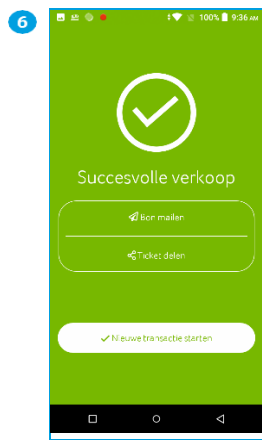 6
100% 9:36 AM
Succesvolle verkoop
Bon mailen
Ticket delen
Nieuwe transactie starten